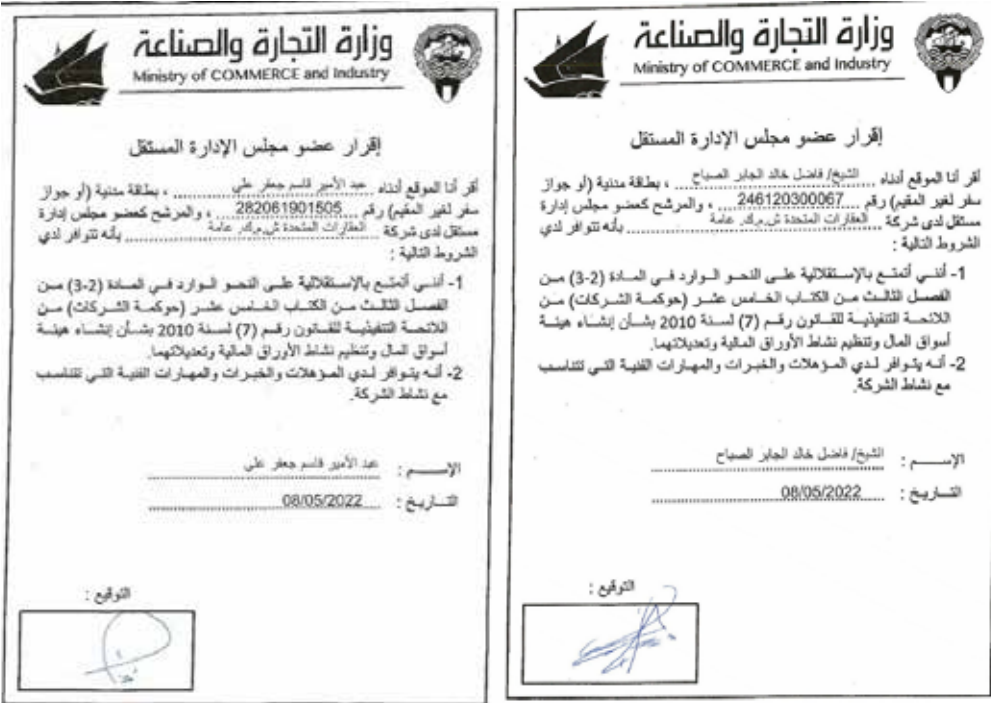 وزارة التجارة والصناعة
Ministry of COMMERCE and Industry
إقرار عضو مجلس الإدارة المستقل
أقر أنا الموقع أدناه الشيخ/ فاضل خالد الجابر الصباح ، بطاقة مدنية (أو جواز
سفر لغير المقيم) رقم 246120300067 ، والمرشح كعضو مجلس إدارة
مستقل لدى شركة العقارات المتحدة ش.م.ك. عامة بأنه تتوافر لدي
الشروط التالية :
1- أنني أتمتع بالإستقلالية على النحو الوارد في المادة (2-3) من
الفصل الثالث من الكتاب الخامس عشر (حوكمة الشركات) من
اللائحة التنفيذية للقانون رقم (7) لسنة 2010 بشأن إنشاء هيئة
أسواق المال وتنظيم نشاط الأوراق المالية وتعديلاتهما.
2- أنه يتوافر لدي المؤهلات والخبرات والمهارات الفنية التي تتناسب
مع نشاط الشركة.
الإسم : الشيخ/ فاضل خالد الجابر الصباح
التاريخ : 08/05/2022
التوقيع :
وزارة التجارة والصناعة
Ministry of COMMERCE and Industry
إقرار عضو مجلس الإدارة المستقل
أقر أنا الموقع أدناه عبد الأمير قاسم جعفر علي ، بطاقة مدنية (أو جواز
سفر لغير المقيم) رقم 282061901505 ، والمرشح كعضو مجلس إدارة
مستقل لدى شركة العقارات المتحدة ش.م.ك. عامة بأنه تتوافر لدي
الشروط التالية :
1- أنني أتمتع بالإستقلالية على النحو الوارد في المادة (2-3) من
الفصل الثالث من الكتاب الخامس عشر (حوكمة الشركات) من
اللائحة التنفيذية للقانون رقم (7) لسنة 2010 بشأن إنشاء هيئة
أسواق المال وتنظيم نشاط الأوراق المالية وتعديلاتهما.
2- أنه يتوافر لدي المؤهلات والخبرات والمهارات الفنية التي تتناسب
مع نشاط الشركة.
الإسم : عبد الأمير قاسم جعفر علي
التاريخ : 08/05/2022
التوقيع :